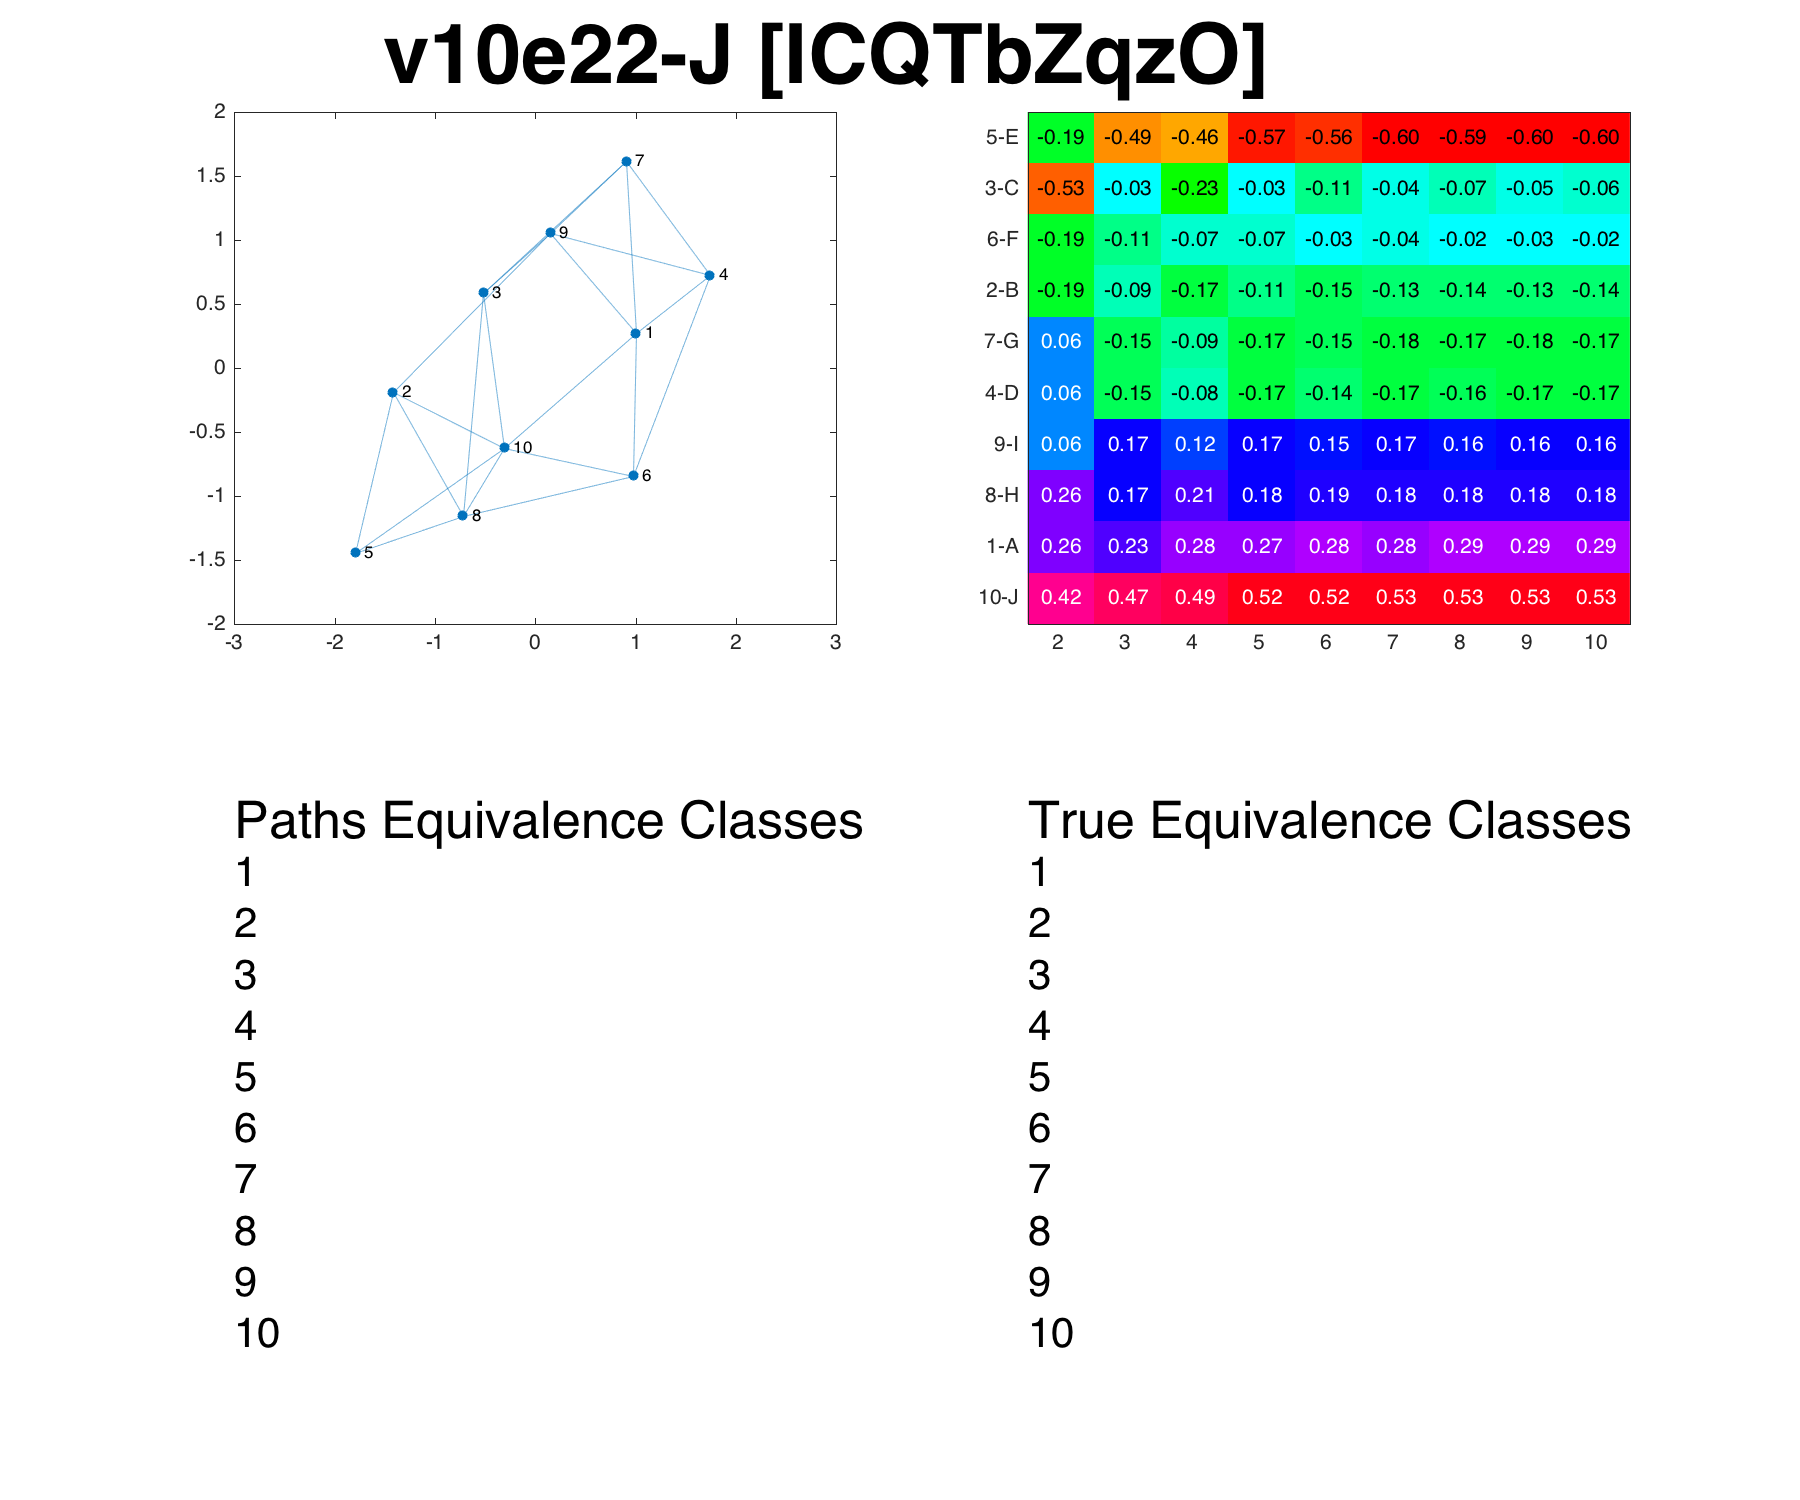 v10e22-J [ICQTbZqzO]
2
1.5
1
0.5
0
-0.5
-1
-1.5
-2
-3 -2 -1 0 1 2 3
7
9
4
3
1
2
10
6
8
5
5-E -0.19 -0.49 -0.46 -0.57 -0.56 -0.60 -0.59 -0.60 -0.60
3-C -0.53 -0.03 -0.23 -0.03 -0.11 -0.04 -0.07 -0.05 -0.06
6-F -0.19 -0.11 -0.07 -0.07 -0.03 -0.04 -0.02 -0.03 -0.02
2-B -0.19 -0.09 -0.17 -0.11 -0.15 -0.13 -0.14 -0.13 -0.14
7-G 0.06 -0.15 -0.09 -0.17 -0.15 -0.18 -0.17 -0.18 -0.17
4-D 0.06 -0.15 -0.08 -0.17 -0.14 -0.17 -0.16 -0.17 -0.17
9-I 0.06 0.17 0.12 0.17 0.15 0.17 0.16 0.16 0.16
8-H 0.26 0.17 0.21 0.18 0.19 0.18 0.18 0.18 0.18
1-A 0.26 0.23 0.28 0.27 0.28 0.28 0.29 0.29 0.29
10-J 0.42 0.47 0.49 0.52 0.52 0.53 0.53 0.53 0.53
2 3 4 5 6 7 8 9 10
Paths Equivalence Classes
1
2
3
4
5
6
7
8
9
10
True Equivalence Classes
1
2
3
4
5
6
7
8
9
10